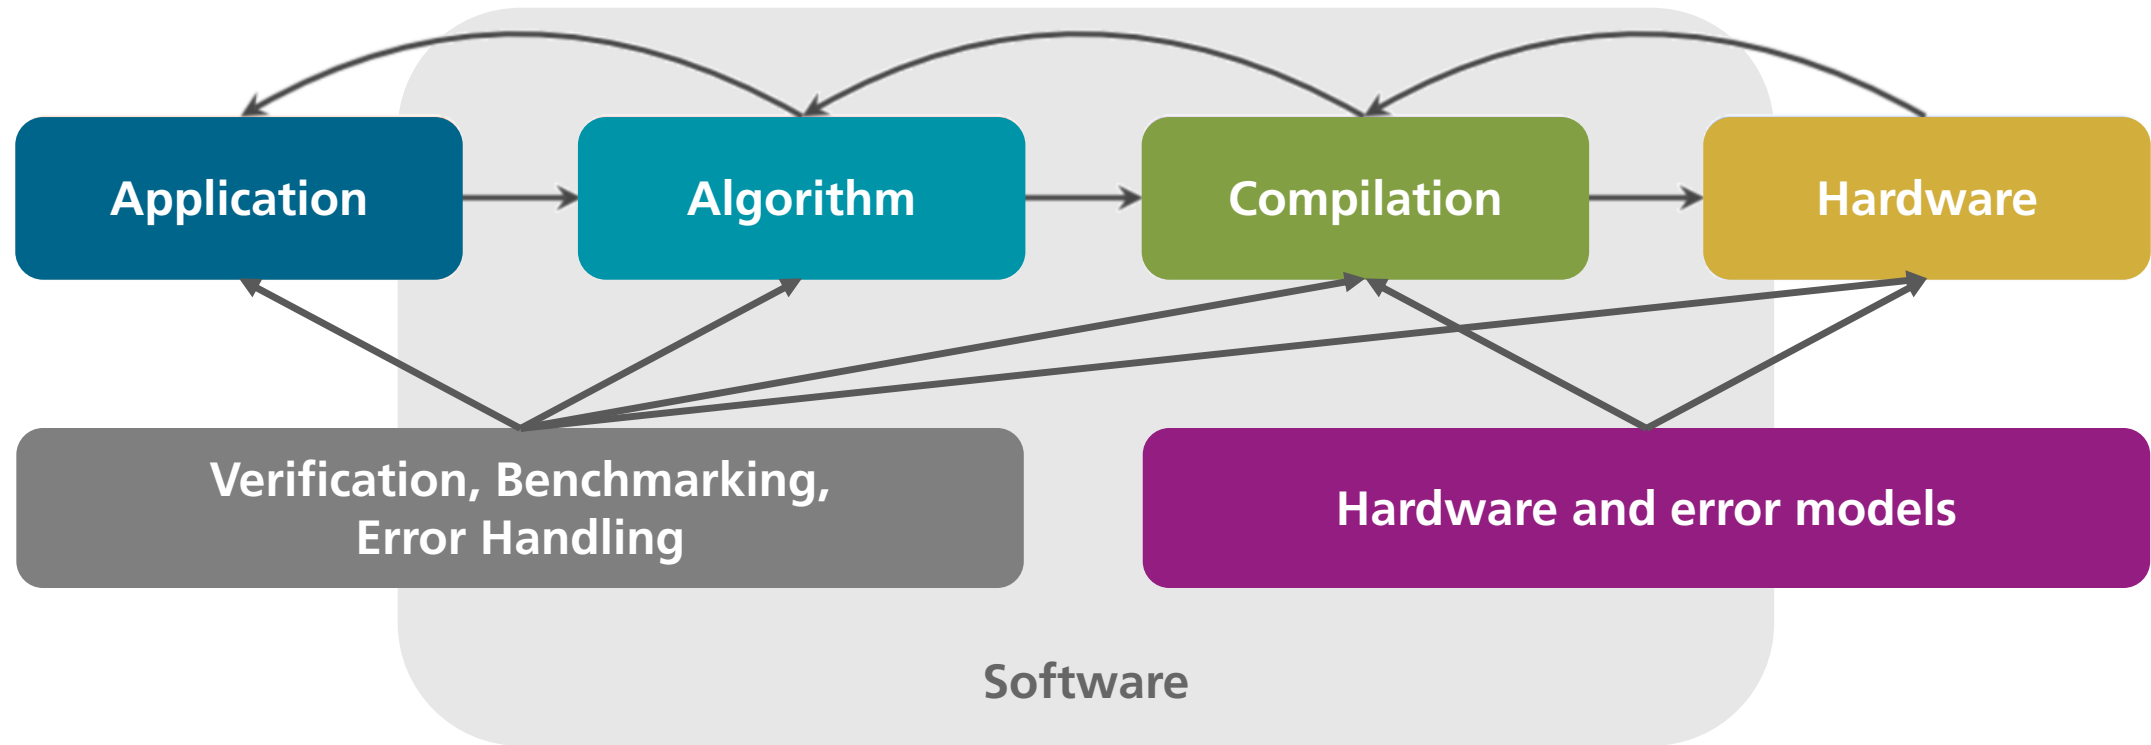 Application
Algorithm
Compilation
Hardware
Verification, Benchmarking,
Error Handling
Hardware and error models
Software